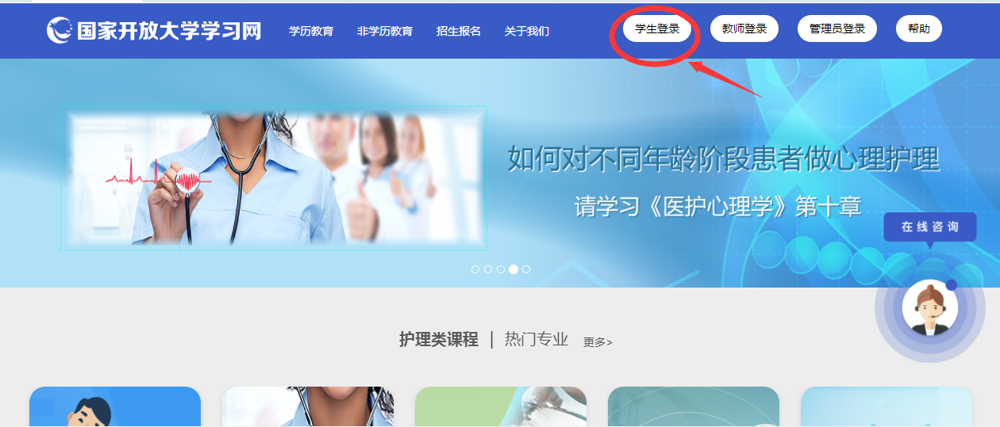 国家开放大学学习网 学历教育 非学历教育 招生报名 关于我们 学生登录 教师登录 管理员登录 帮助
如何对不同年龄阶段患者做心理护理
请学习《医护心理学》第十章
在线咨询
护理类课程 | 热门专业 更多>